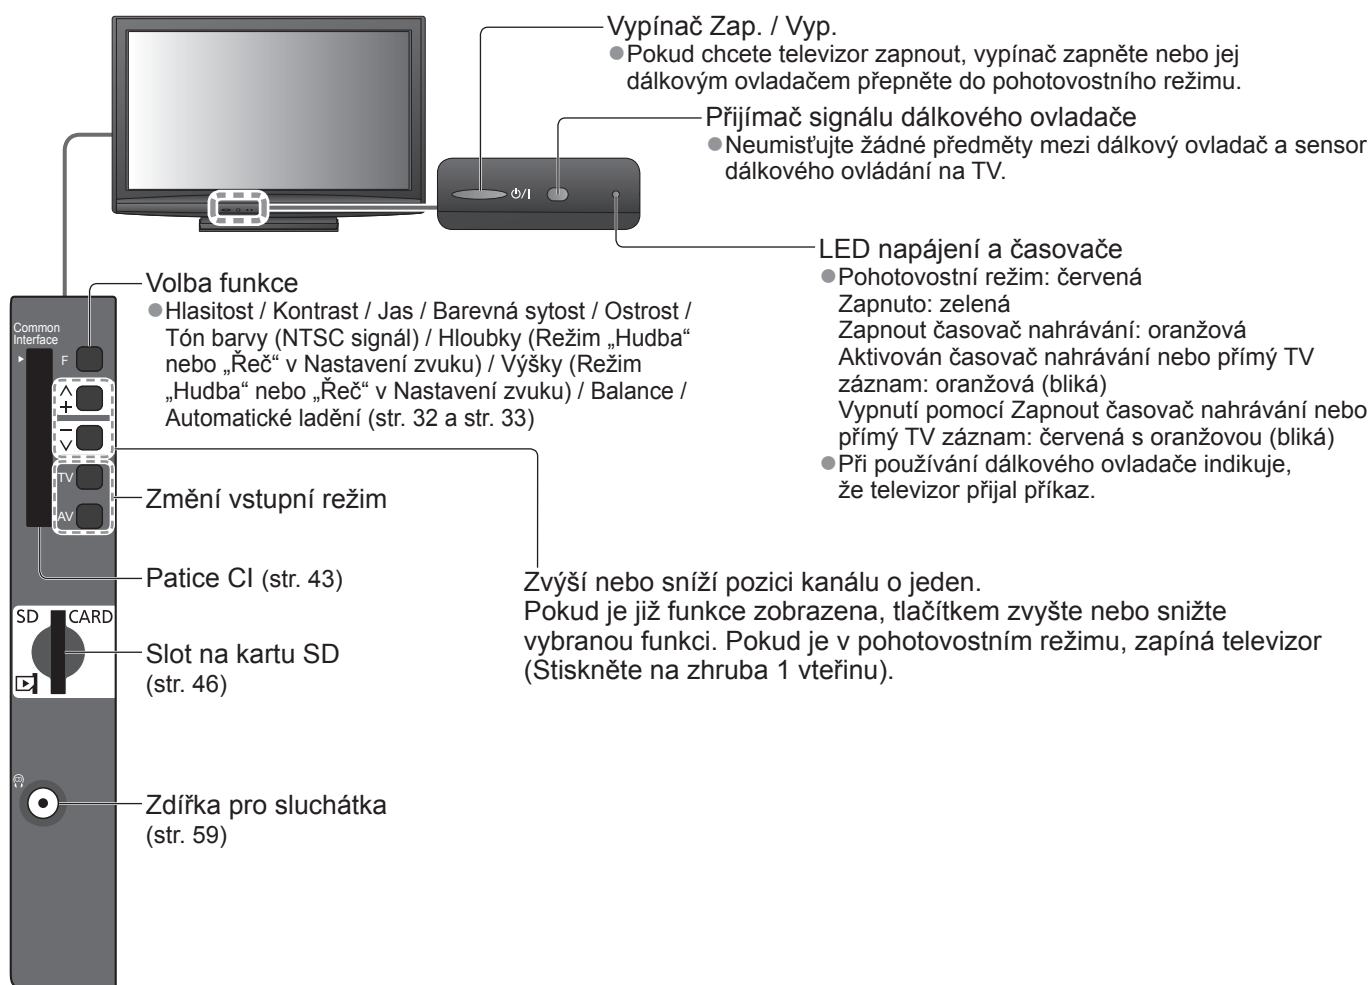 Vypínač Zap. / Vyp.
●Pokud chcete televizor zapnout, vypínač zapněte nebo jej
dálkovým ovladačem přepněte do pohotovostního režimu.
Přijímač signálu dálkového ovladače
●Neumisťujte žádné předměty mezi dálkový ovladač a sensor
dálkového ovládání na TV.
⏻/I
LED napájení a časovače
●Pohotovostní režim: červená
Zapnuto: zelená
Zapnout časovač nahrávání: oranžová
Aktivován časovač nahrávání nebo přímý TV
záznam: oranžová (bliká)
Vypnutí pomocí Zapnout časovač nahrávání nebo
přímý TV záznam: červená s oranžovou (bliká)
●Při používání dálkového ovladače indikuje,
že televizor přijal příkaz.
Volba funkce
●Hlasitost / Kontrast / Jas / Barevná sytost / Ostrost /
Tón barvy (NTSC signál) / Hloubky (Režim „Hudba“
nebo „Řeč“ v Nastavení zvuku) / Výšky (Režim
„Hudba“ nebo „Řeč“ v Nastavení zvuku) / Balance /
Automatické ladění (str. 32 a str. 33)
Common
Interface
F
+
−
TV
AV
Změní vstupní režim
Patice CI (str. 43)
Zvýší nebo sníží pozici kanálu o jeden.
Pokud je již funkce zobrazena, tlačítkem zvyšte nebo snižte
vybranou funkci. Pokud je v pohotovostním režimu, zapíná televizor
(Stiskněte na zhruba 1 vteřinu).
SD CARD
Slot na kartu SD
(str. 46)
Zdířka pro sluchátka
(str. 59)